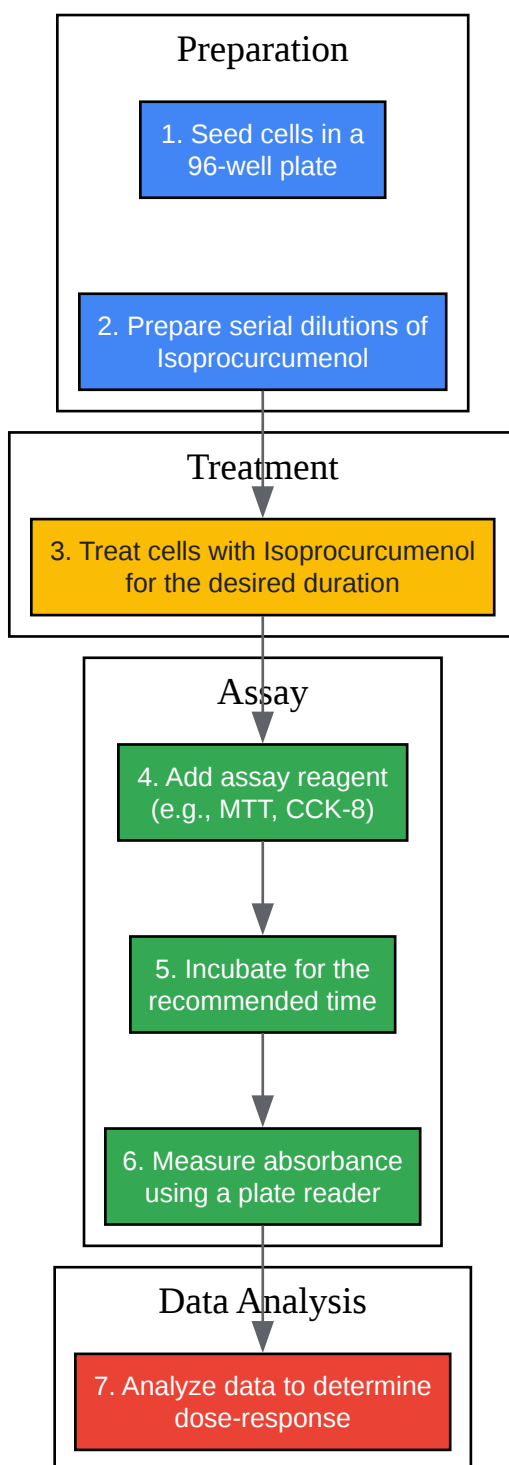 Preparation
1. Seed cells in a
96-well plate
2. Prepare serial dilutions of
Isoprocurcumenol
Treatment
3. Treat cells with Isoprocurcumenol
for the desired duration
Assay
4. Add assay reagent
(e.g., MTT, CCK-8)
5. Incubate for the
recommended time
6. Measure absorbance
using a plate reader
Data Analysis
7. Analyze data to determine
dose-response